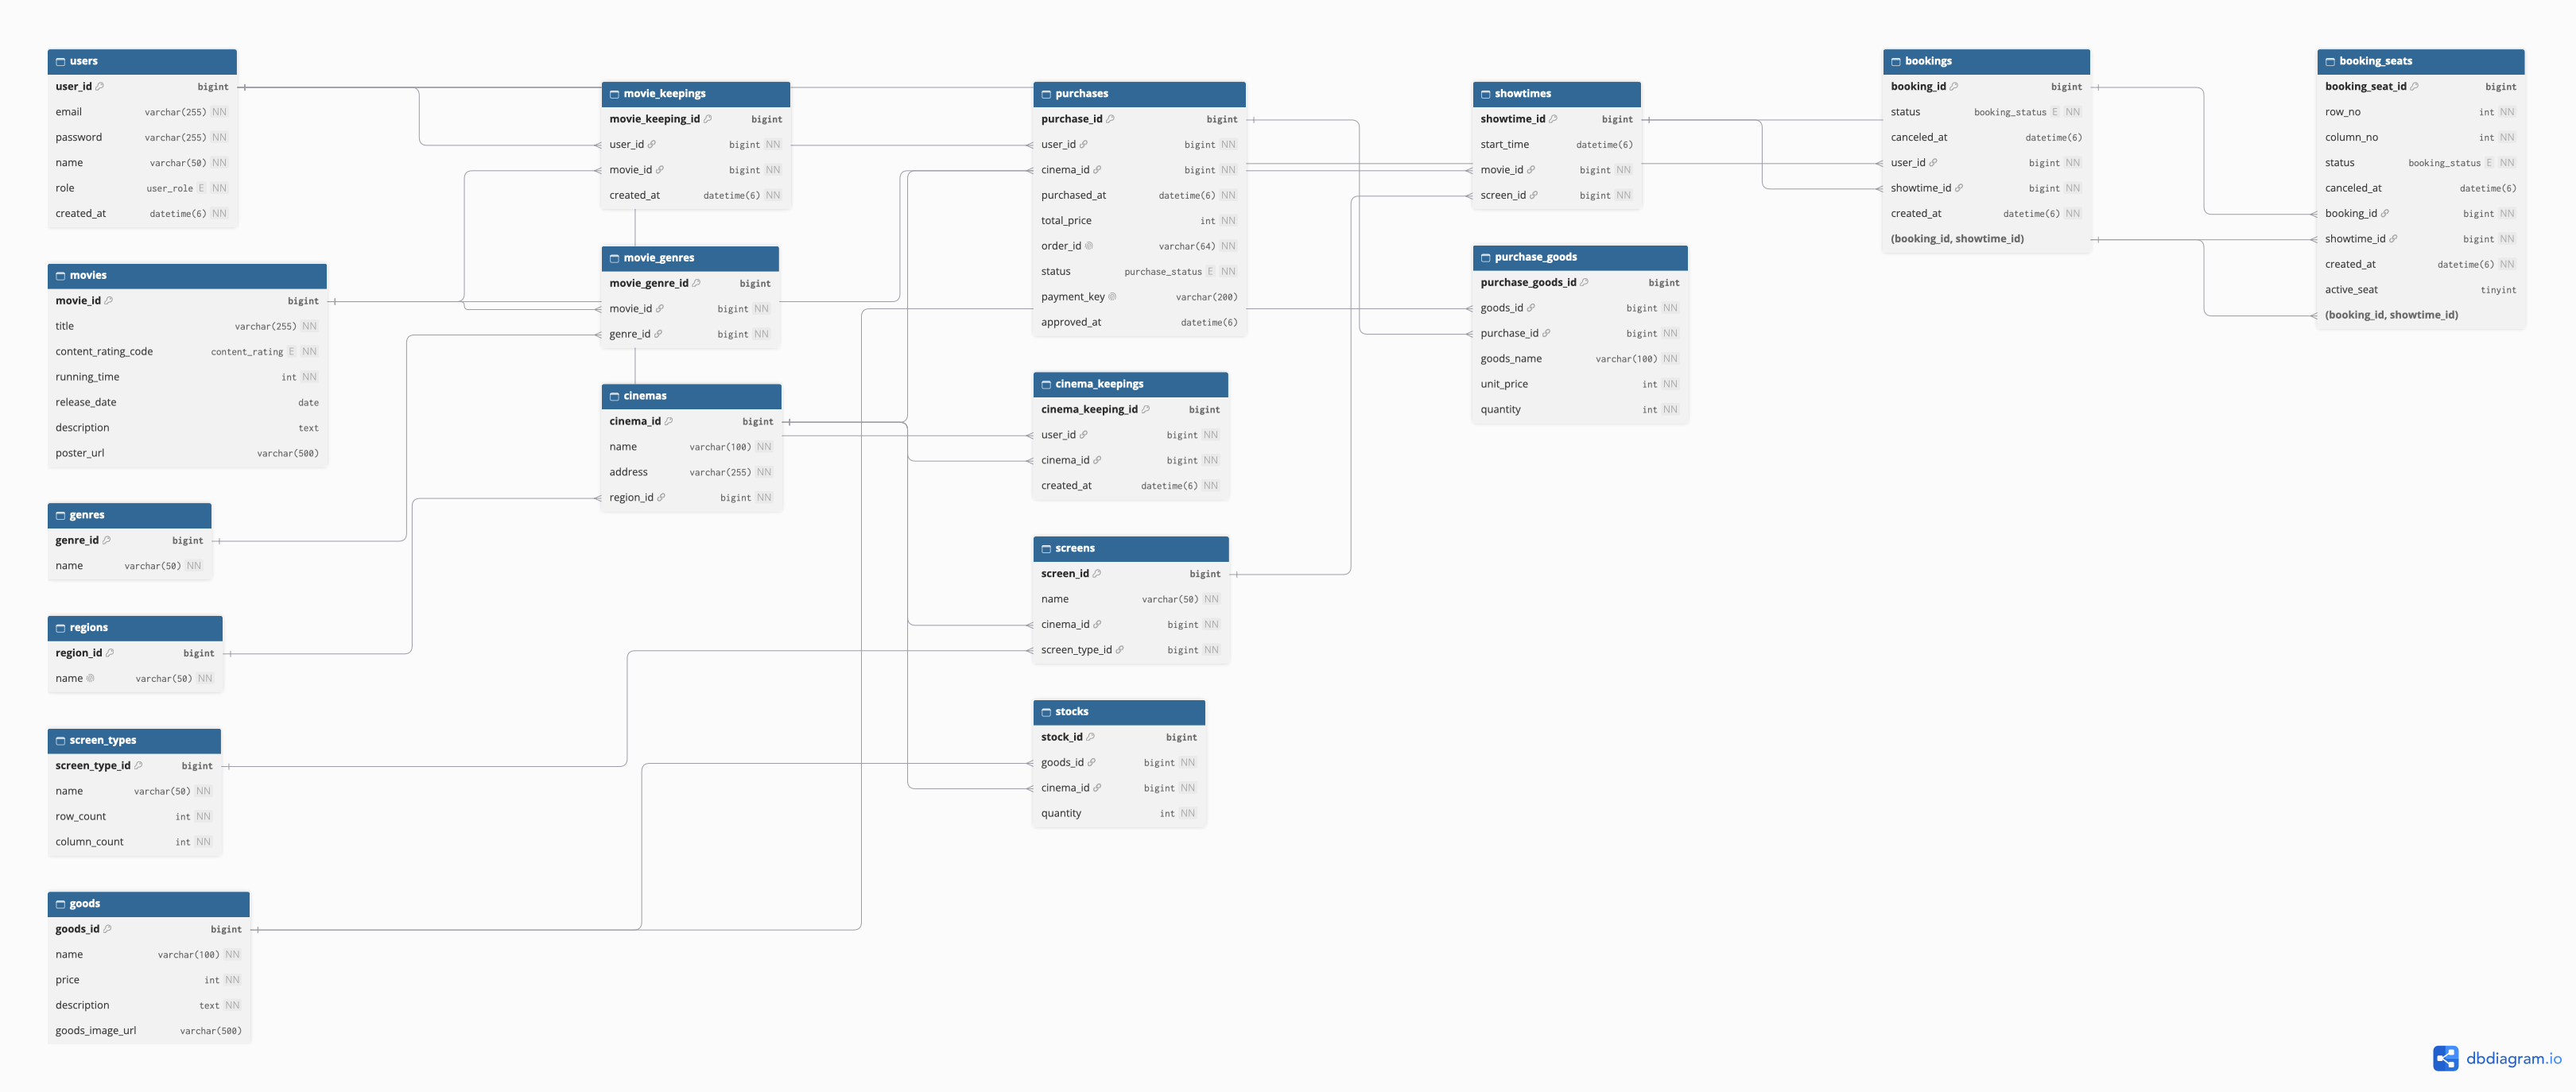 users
user_id bigint
email varchar(255) NN
password varchar(255) NN
name varchar(50) NN
role user_role E NN
created_at datetime(6) NN
movies
movie_id bigint
title varchar(255) NN
content_rating_code content_rating E NN
running_time int NN
release_date date
description text
poster_url varchar(500)
genres
genre_id bigint
name varchar(50) NN
regions
region_id bigint
name varchar(50) NN
screen_types
screen_type_id bigint
name varchar(50) NN
row_count int NN
column_count int NN
goods
goods_id bigint
name varchar(100) NN
price int NN
description text NN
goods_image_url varchar(500)
movie_keepings
movie_keeping_id bigint
user_id bigint NN
movie_id bigint NN
created_at datetime(6) NN
movie_genres
movie_genre_id bigint
movie_id bigint NN
genre_id bigint NN
cinemas
cinema_id bigint
name varchar(100) NN
address varchar(255) NN
region_id bigint NN
purchases
purchase_id bigint
user_id bigint NN
cinema_id bigint NN
purchased_at datetime(6) NN
total_price int NN
order_id varchar(64) NN
status purchase_status E NN
payment_key varchar(200)
approved_at datetime(6)
cinema_keepings
cinema_keeping_id bigint
user_id bigint NN
cinema_id bigint NN
created_at datetime(6) NN
screens
screen_id bigint
name varchar(50) NN
cinema_id bigint NN
screen_type_id bigint NN
stocks
stock_id bigint
goods_id bigint NN
cinema_id bigint NN
quantity int NN
showtimes
showtime_id bigint
start_time datetime(6)
movie_id bigint NN
screen_id bigint NN
purchase_goods
purchase_goods_id bigint
goods_id bigint NN
purchase_id bigint NN
goods_name varchar(100) NN
unit_price int NN
quantity int NN
bookings
booking_id bigint
status booking_status E NN
canceled_at datetime(6)
user_id bigint NN
showtime_id bigint NN
created_at datetime(6) NN
(booking_id, showtime_id)
booking_seats
booking_seat_id bigint
row_no int NN
column_no int NN
status booking_status E NN
canceled_at datetime(6)
booking_id bigint NN
showtime_id bigint NN
created_at datetime(6) NN
active_seat tinyint
(booking_id, showtime_id)
dbdiagram.io